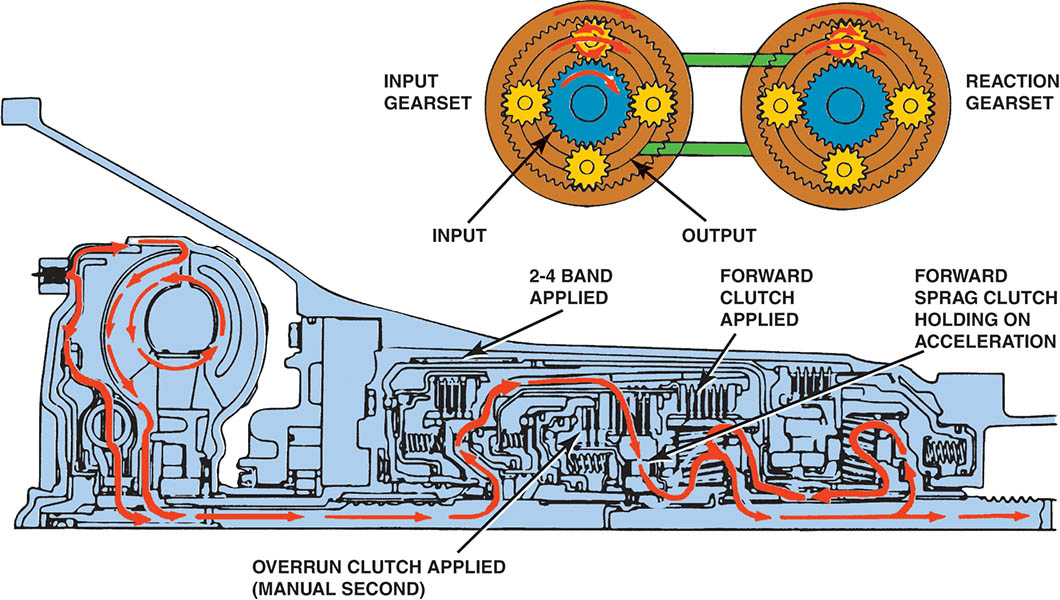 INPUT
GEARSET
REACTION
GEARSET
INPUT
OUTPUT
2-4 BAND
APPLIED
FORWARD
CLUTCH
APPLIED
FORWARD
SPRAG CLUTCH
HOLDING ON
ACCELERATION
OVERRUN CLUTCH APPLIED
(MANUAL SECOND)